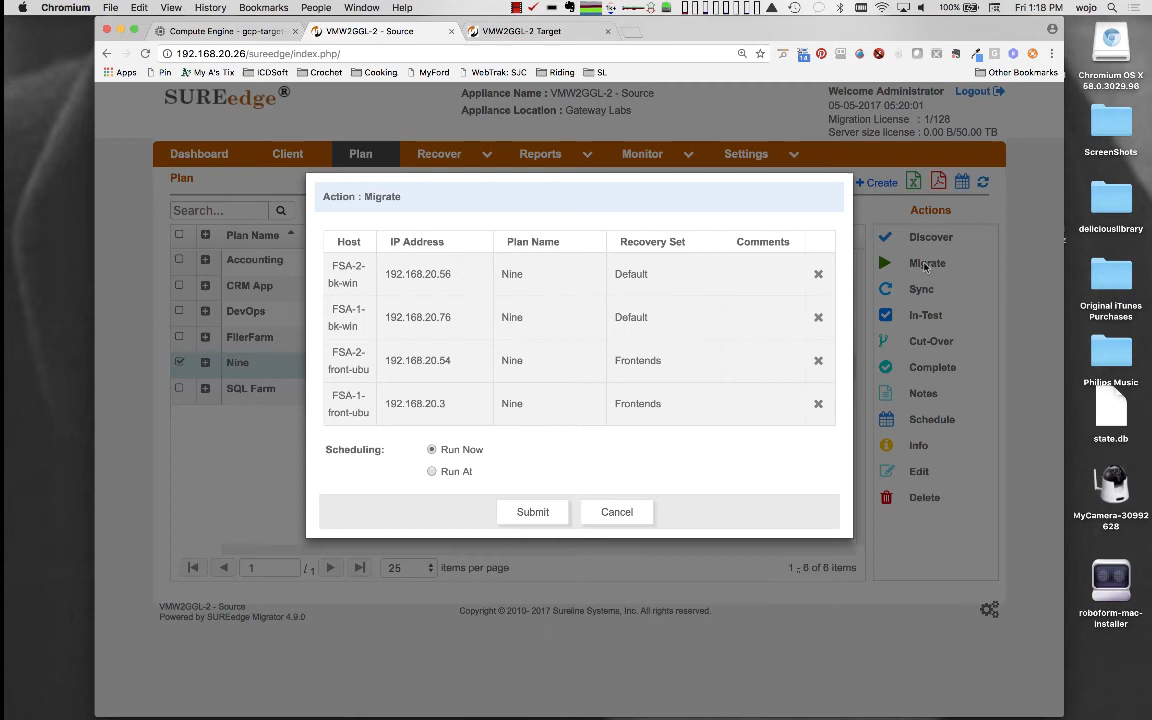 Chromium File Edit View History Bookmarks People Window Help 100% Fri 1:18 PM wojo
Compute Engine - gcp-target- VMW2GGL-2 - Source VMW2GGL-2 Target
192.168.20.26/sureedge/index.php/
Apps Pin My A's Tix ICDSoft Crochet Cooking MyFord WebTrak: SJC Riding SL Other Bookmarks
SUREedge®
Appliance Name : VMW2GGL-2 - Source
Appliance Location : Gateway Labs
Welcome Administrator Logout
05-05-2017 05:20:01
Migration License : 1/128
Server size license : 0.00 B/50.00 TB
Dashboard Client Plan Recover Reports Monitor Settings
Plan
Create
Search...
Plan Name
Accounting
CRM App
DevOps
FilerFarm
Nine
SQL Farm
Action : Migrate
Host IP Address Plan Name Recovery Set Comments
FSA-2-
bk-win 192.168.20.56 Nine Default
FSA-1-
bk-win 192.168.20.76 Nine Default
FSA-2-
front-ubu 192.168.20.54 Nine Frontends
FSA-1-
front-ubu 192.168.20.3 Nine Frontends
Scheduling: Run Now
Run At
Submit Cancel
Actions
Discover
Migrate
Sync
In-Test
Cut-Over
Complete
Notes
Schedule
Info
Edit
Delete
1 / 1 25 items per page 1 - 6 of 6 items
VMW2GGL-2 - Source
Powered by SUREedge Migrator 4.9.0
Copyright © 2010- 2017 Sureline Systems, Inc. All rights reserved.
Chromium OS X
58.0.3029.96
ScreenShots
deliciouslibrary
Original iTunes
Purchases
Philips Music
state.db
MyCamera-30992
628
roboform-mac-
installer